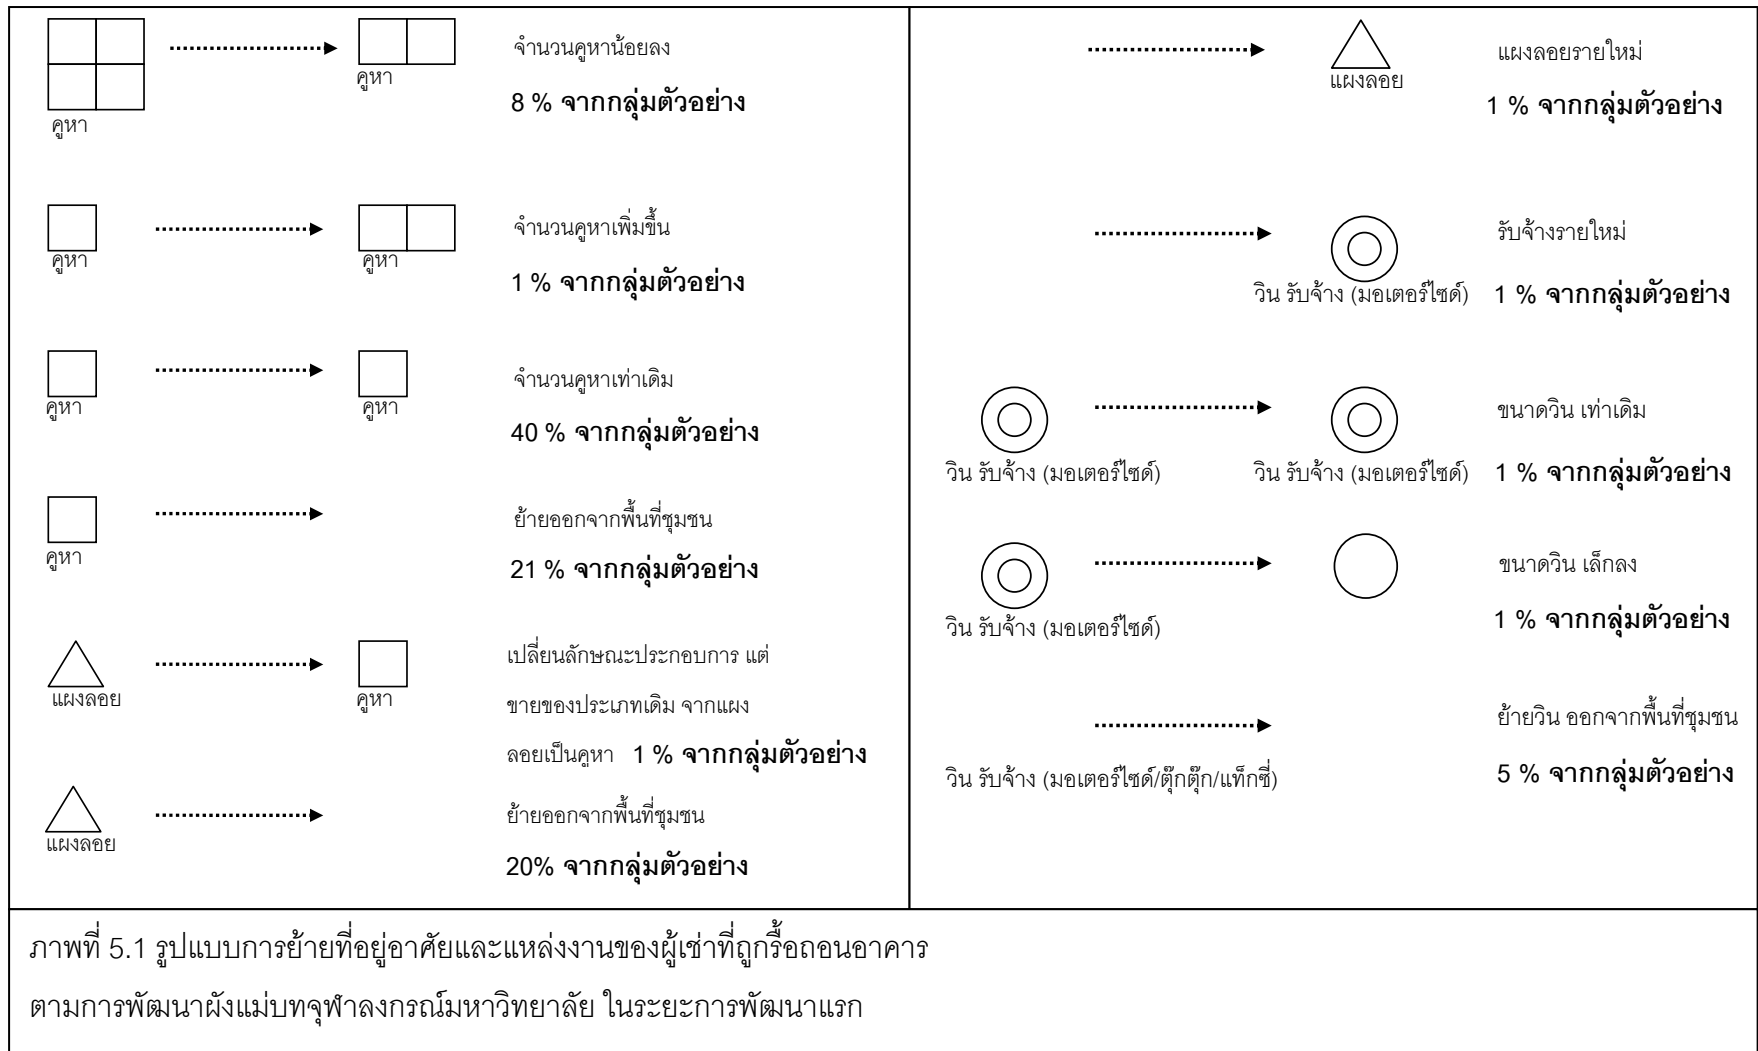 จำนวนคูหาน้อยลง
คูหา
8 % จากกลุ่มตัวอย่าง
คูหา
จำนวนคูหาเพิ่มขึ้น
คูหา
คูหา
1 % จากกลุ่มตัวอย่าง
จำนวนคูหาเท่าเดิม
คูหา
คูหา
40 % จากกลุ่มตัวอย่าง
ย้ายออกจากพื้นที่ชุมชน
คูหา
21 % จากกลุ่มตัวอย่าง
เปลี่ยนลักษณะประกอบการ แต่
แผงลอย
คูหา
ขายของประเภทเดิม จากแผง
ลอยเป็นคูหา 1 % จากกลุ่มตัวอย่าง
ย้ายออกจากพื้นที่ชุมชน
แผงลอย
20% จากกลุ่มตัวอย่าง
แผงลอยรายใหม่
แผงลอย
1 % จากกลุ่มตัวอย่าง
รับจ้างรายใหม่
วิน รับจ้าง (มอเตอร์ไซด์)
1 % จากกลุ่มตัวอย่าง
ขนาดวิน เท่าเดิม
วิน รับจ้าง (มอเตอร์ไซด์)
วิน รับจ้าง (มอเตอร์ไซด์)
1 % จากกลุ่มตัวอย่าง
ขนาดวิน เล็กลง
วิน รับจ้าง (มอเตอร์ไซด์)
1 % จากกลุ่มตัวอย่าง
ย้ายวิน ออกจากพื้นที่ชุมชน
วิน รับจ้าง (มอเตอร์ไซด์/ตุ๊กตุ๊ก/แท็กซี่)
5 % จากกลุ่มตัวอย่าง
ภาพที่ 5.1 รูปแบบการย้ายที่อยู่อาศัยและแหล่งงานของผู้เช่าที่ถูกรื้อถอนอาคาร
ตามการพัฒนาผังแม่บทจุฬาลงกรณ์มหาวิทยาลัย ในระยะการพัฒนาแรก